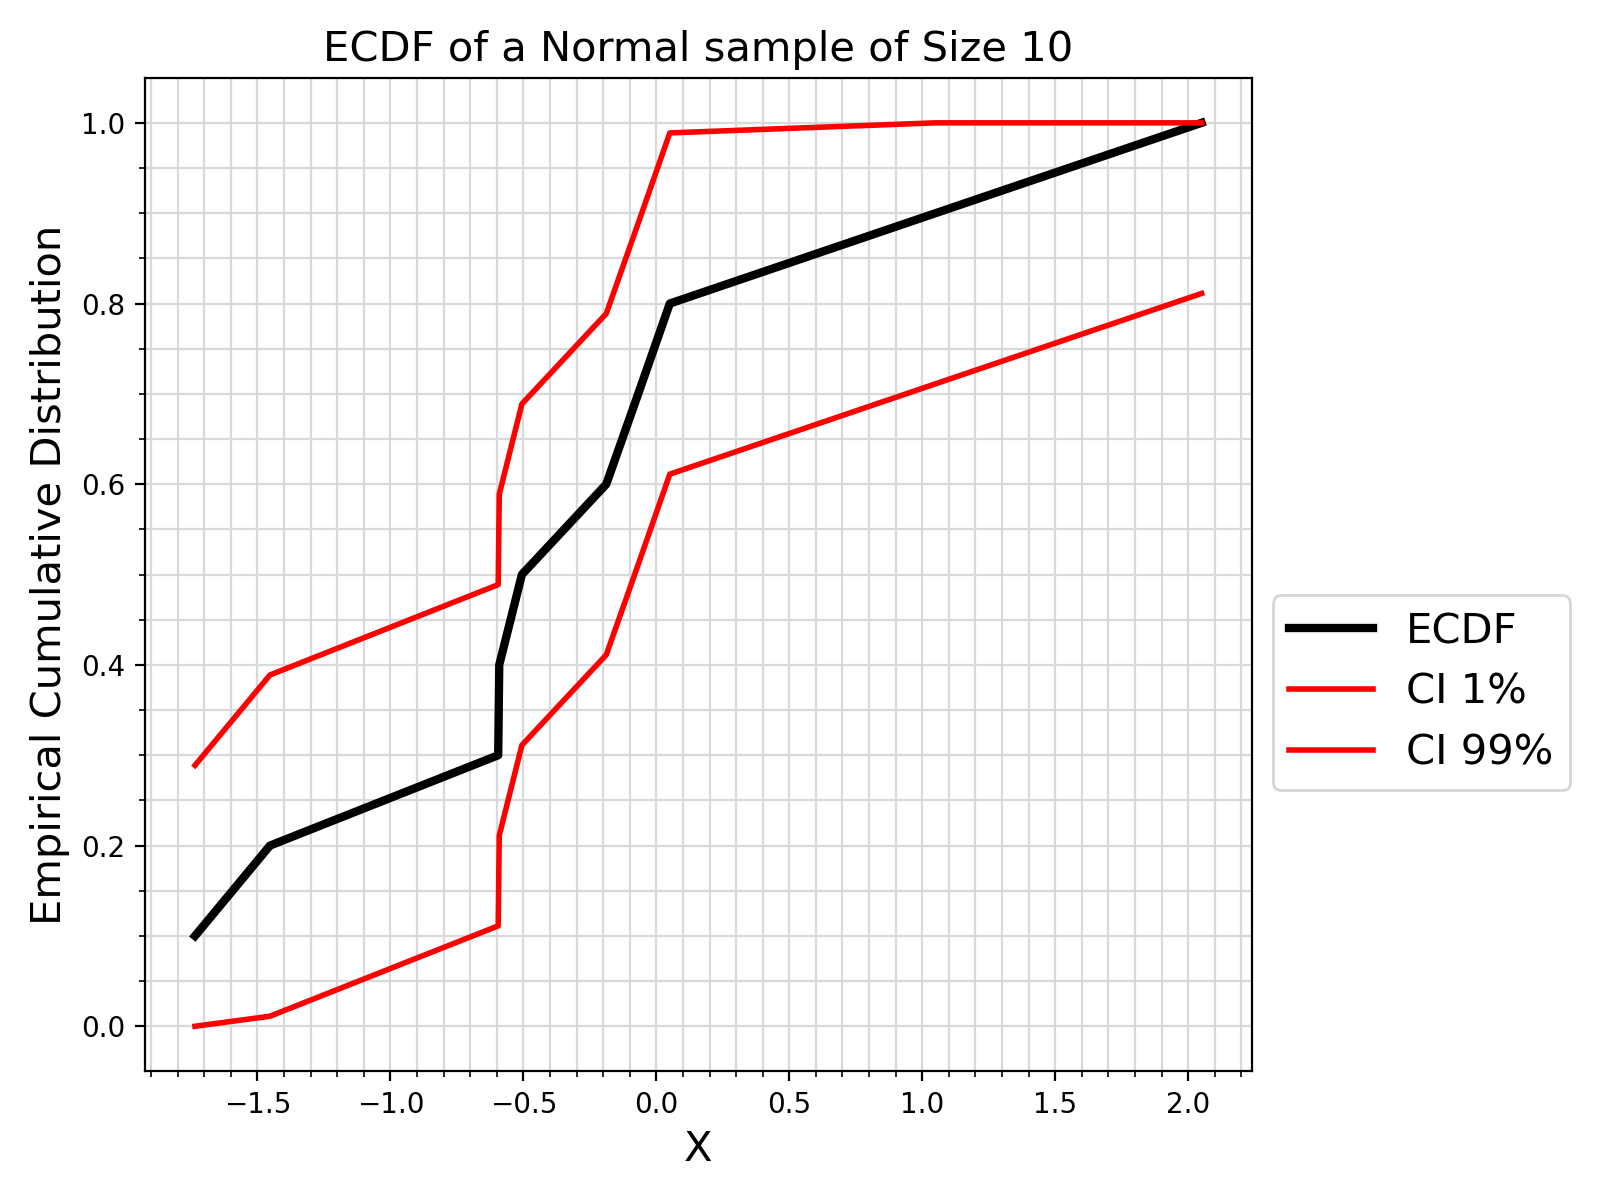 ECDF of a Normal sample of Size 10
Empirical Cumulative Distribution
1.0
0.8
0.6
0.4
0.2
0.0
−1.5 −1.0 −0.5 0.0 0.5 1.0 1.5 2.0
X
ECDF
CI 1%
CI 99%